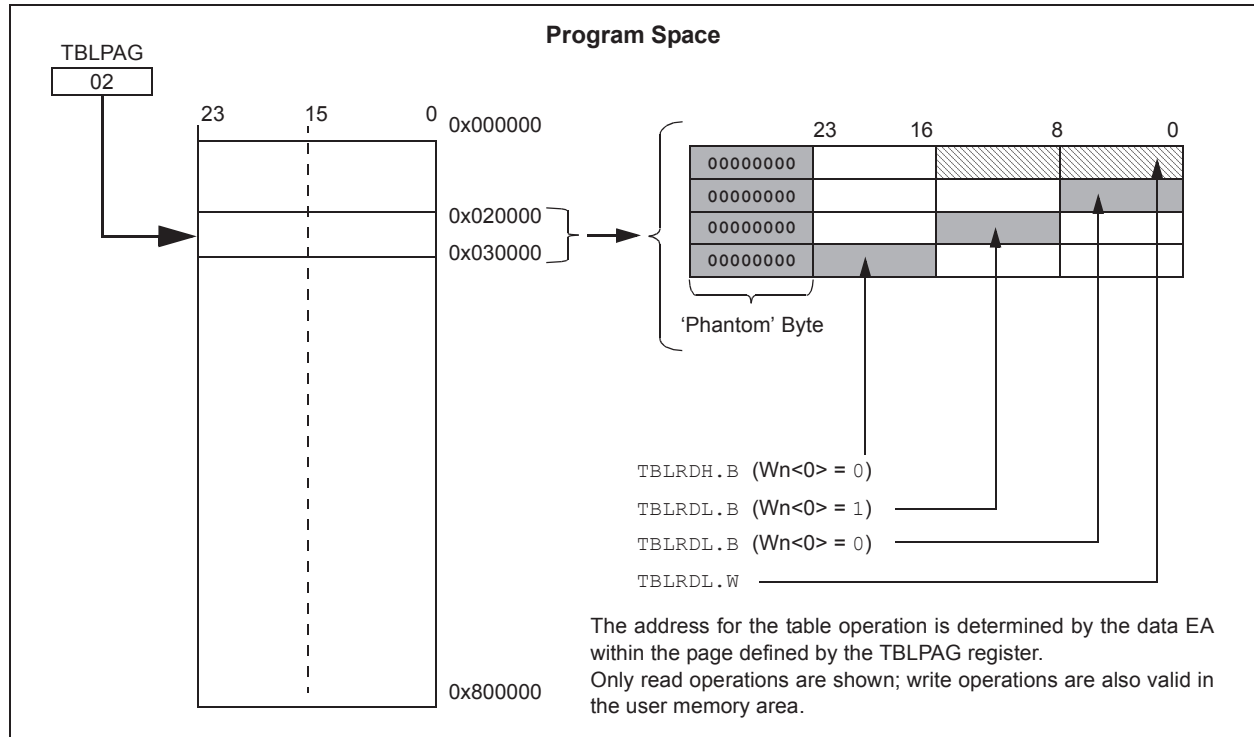 Program Space
TBLPAG
02
23 15 0
0x000000
0x020000
0x030000
0x800000
23 16 8 0
00000000
00000000
00000000
00000000
‘Phantom’ Byte
TBLRDH.B (Wn<0> = 0)
TBLRDL.B (Wn<0> = 1)
TBLRDL.B (Wn<0> = 0)
TBLRDL.W
The address for the table operation is determined by the data EA
within the page defined by the TBLPAG register.
Only read operations are shown; write operations are also valid in
the user memory area.